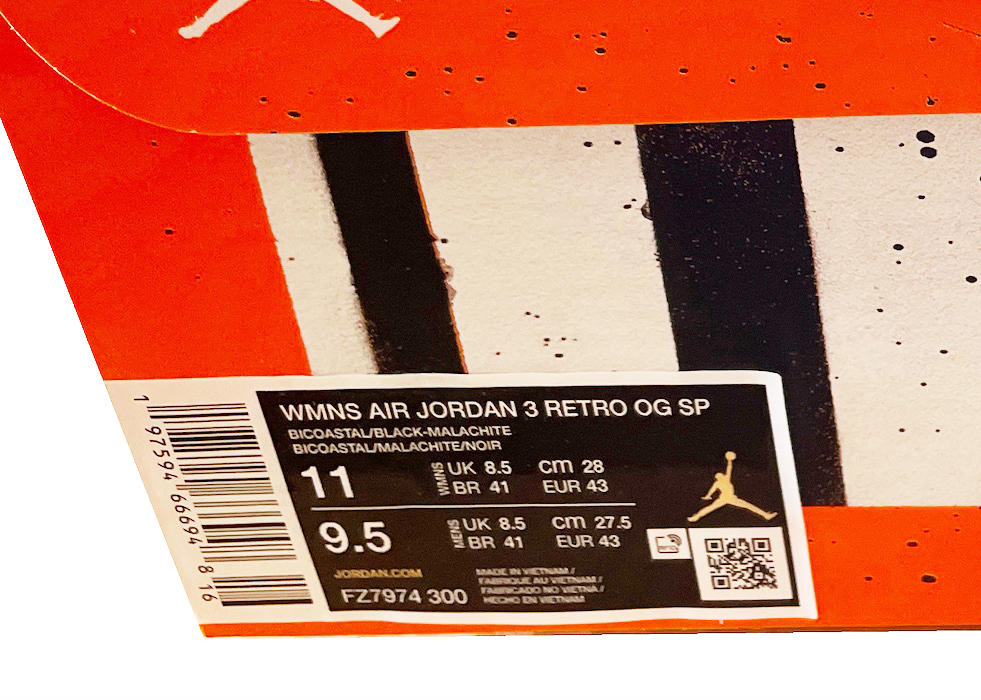 WMNS AIR JORDAN 3 RETRO OG SP
BICOASTAL/BLACK-MALACHITE
BICOASTAL/MALACHITE/NOIR
11 WMNS UK 8.5 cm 28
BR 41 EUR 43
9.5 MENS UK 8.5 cm 27.5
BR 41 EUR 43
JORDAN.COM
FZ7974 300
MADE IN VIETNAM /
FABRIQUE AU VIETNAM /
FABRICADO NO VIETNÃ /
HECHO EN VIETNAM
1 97594 66694 8 16